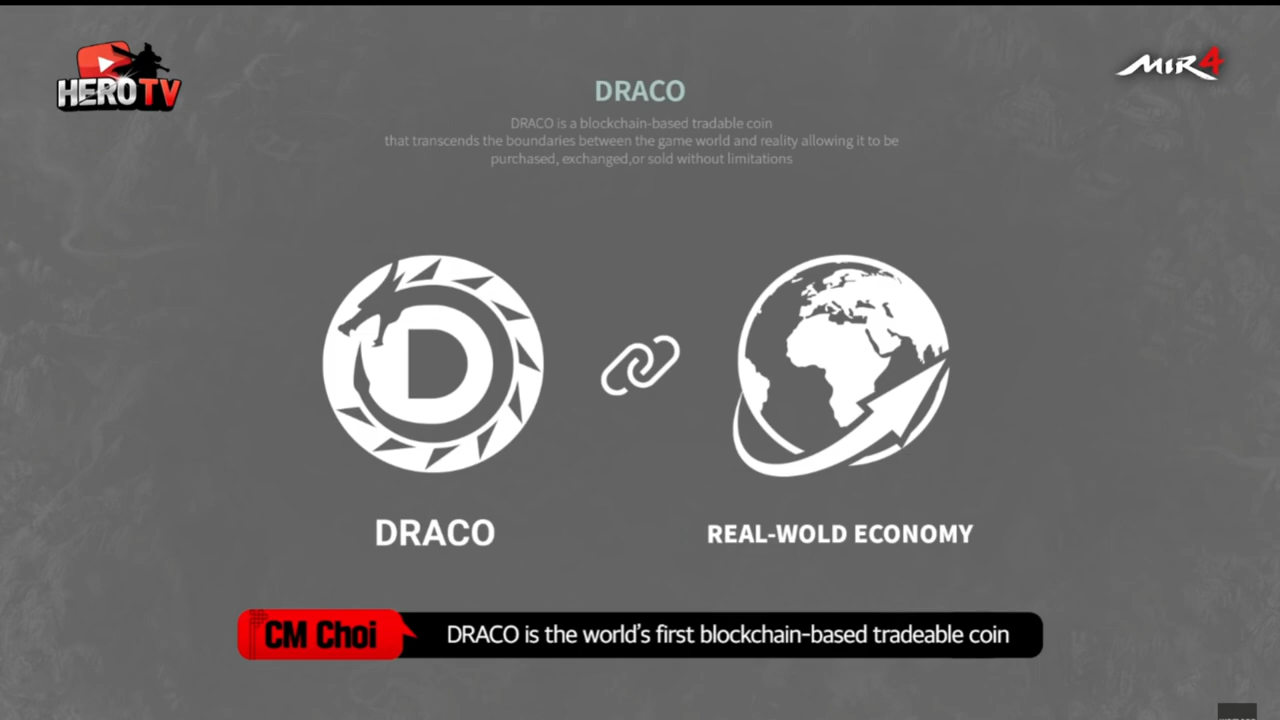 HERO TV
MIR4
DRACO
DRACO is a blockchain-based tradable coin
that transcends the boundaries between the game world and reality allowing it to be
purchased, exchanged,or sold without limitations
D
DRACO
REAL-WOLD ECONOMY
CM Choi
DRACO is the world's first blockchain-based tradeable coin